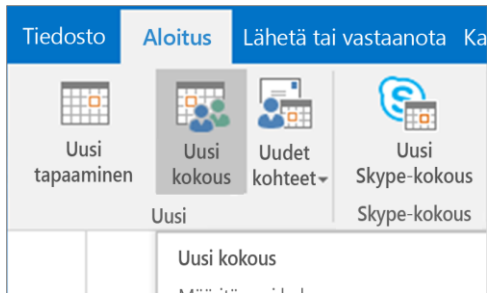 Tiedosto Aloitus Lähetä tai vastaanota Ka
Uusi tapaaminen
Uusi kokous
Uudet kohteet
Uusi Skype-kokous
Uusi Skype-kokous
Uusi kokous